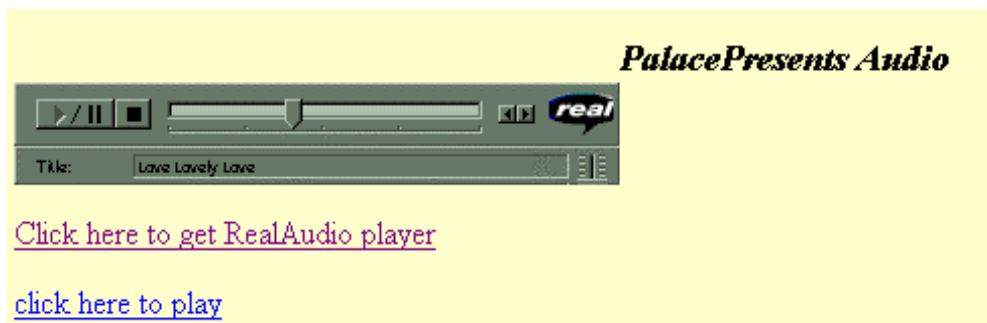 PalacePresents Audio
real
Title: Love Lovely Love
Click here to get RealAudio player
click here to play